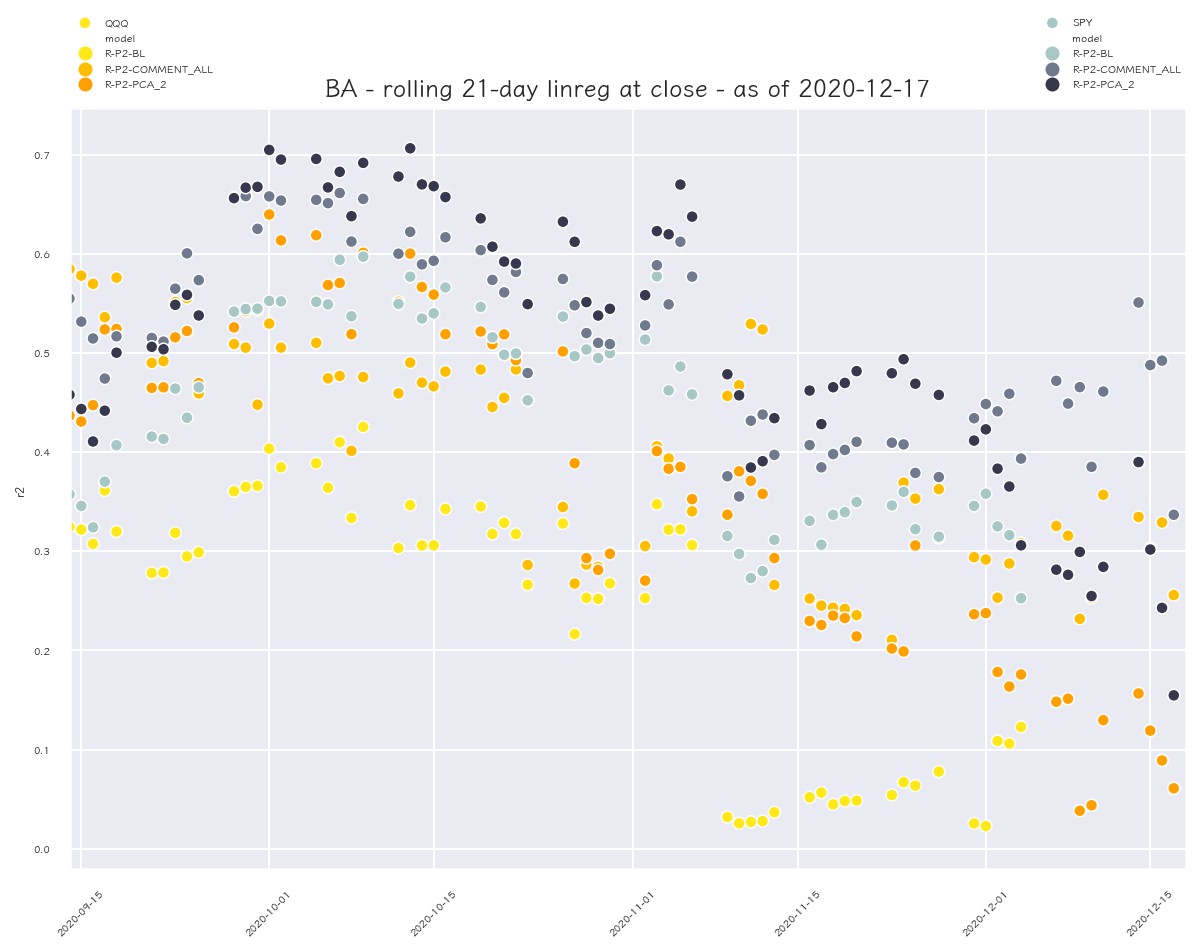 QQQ
model
R-P2-BL
R-P2-COMMENT_ALL
R-P2-PCA_2
SPY
model
R-P2-BL
R-P2-COMMENT_ALL
R-P2-PCA_2
BA - rolling 21-day linreg at close - as of 2020-12-17
0.7
0.6
0.5
0.4
0.3
0.2
0.1
0.0
r2
2020-09-15
2020-10-01
2020-10-15
2020-11-01
2020-11-15
2020-12-01
2020-12-15